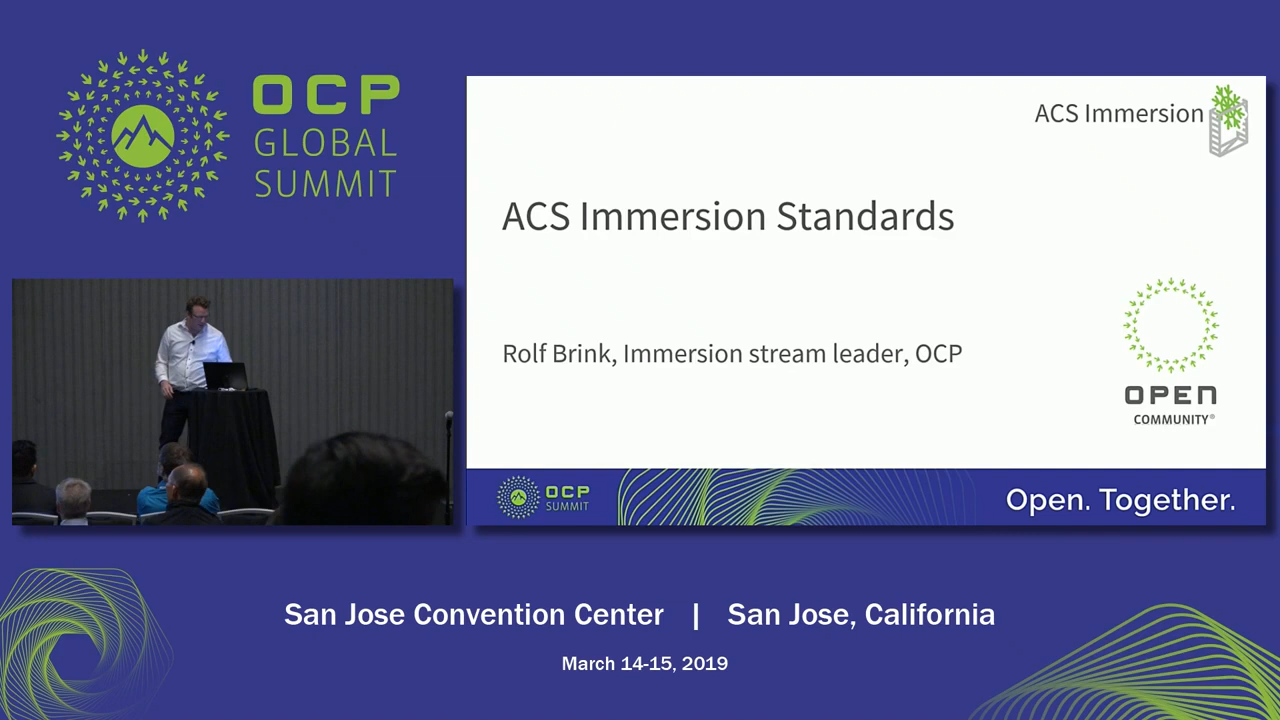 OCP
GLOBAL
SUMMIT
ACS Immersion
ACS Immersion Standards
Rolf Brink, Immersion stream leader, OCP
OPEN
COMMUNITY®
OCP
SUMMIT
Open. Together.
San Jose Convention Center | San Jose, California
March 14-15, 2019